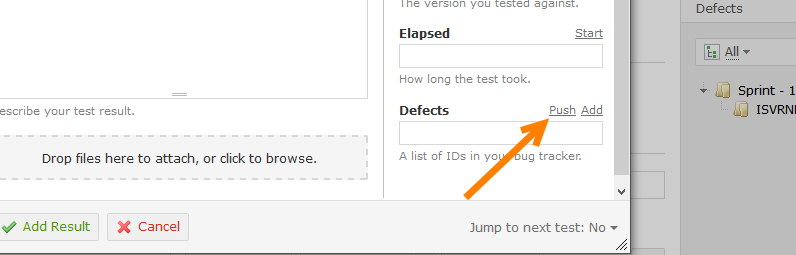 The version you tested against.
Elapsed Start
How long the test took.
escribe your test result.
Defects Push Add
A list of IDs in your bug tracker.
Drop files here to attach, or click to browse.
Add Result Cancel
Jump to next test: No
Defects
All
Sprint - 1
ISVRN